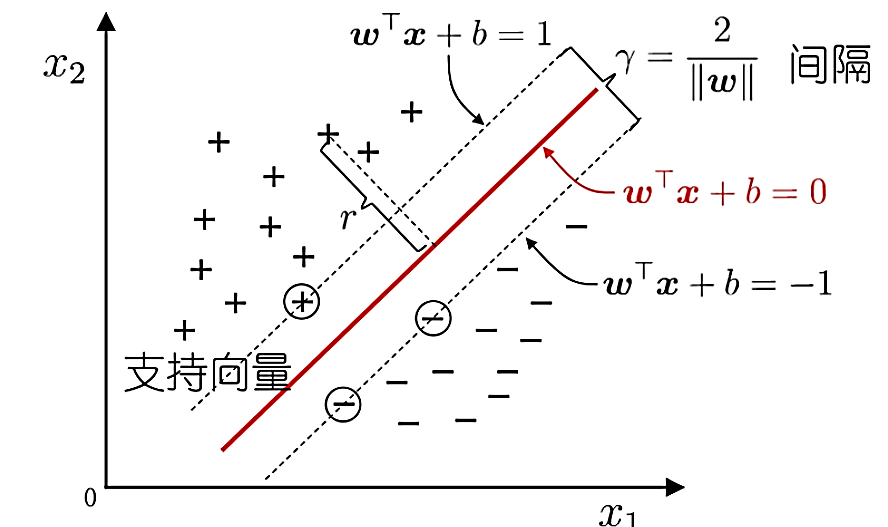 x₂
𝒘⊤𝒙 + b = 1
γ = 2/‖𝒘‖ 间隔
𝒘⊤𝒙 + b = 0
r
𝒘⊤𝒙 + b = −1
支持向量
0
x₁